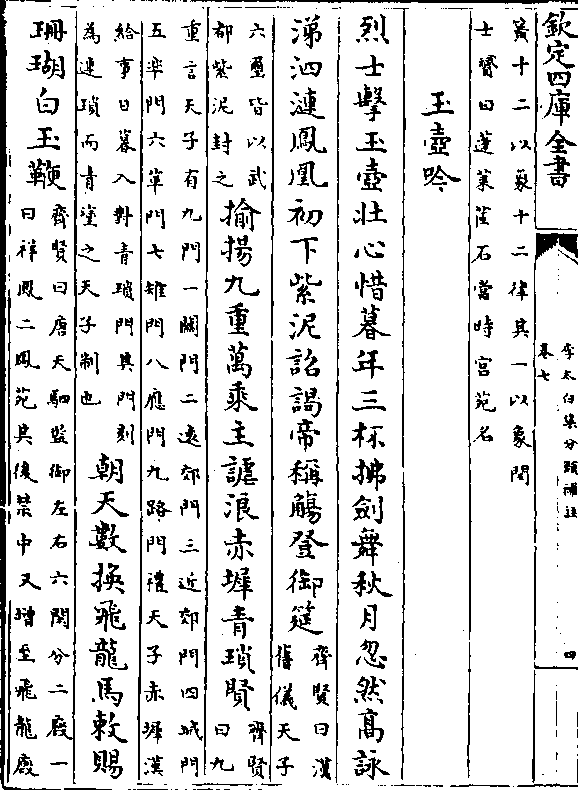 欽定四庫全書
李太白集分類補註
卷七
四
簧十二以象十二律其一以象閏
士贇曰蓬萊蓬石當時宮苑名
玉壺吟
烈士擊玉壺壯心惜暮年三杯拂劍舞秋月忽然高詠
涕泗漣鳳凰初下紫泥詔謁帝稱觴登御筵
齊賢曰漢
舊儀天子
六璽皆以武
都紫泥封之
揄揚九重萬乘主謔浪赤墀青瑣賢
齊賢
曰九
重言天子有九門一關門二遠郊門三近郊門四城門
五皋門六庫門七雉門八應門九路門禮天子赤墀漢
給事日暮入對青瑣門具門刻
為連瑣而青塗之天子制也
朝天數換飛龍馬敕賜
珊瑚白玉鞭
齊賢曰唐天駟監御左右六閑分二廄一
曰祥鳳二鳳苑其後禁中又增至飛龍廄